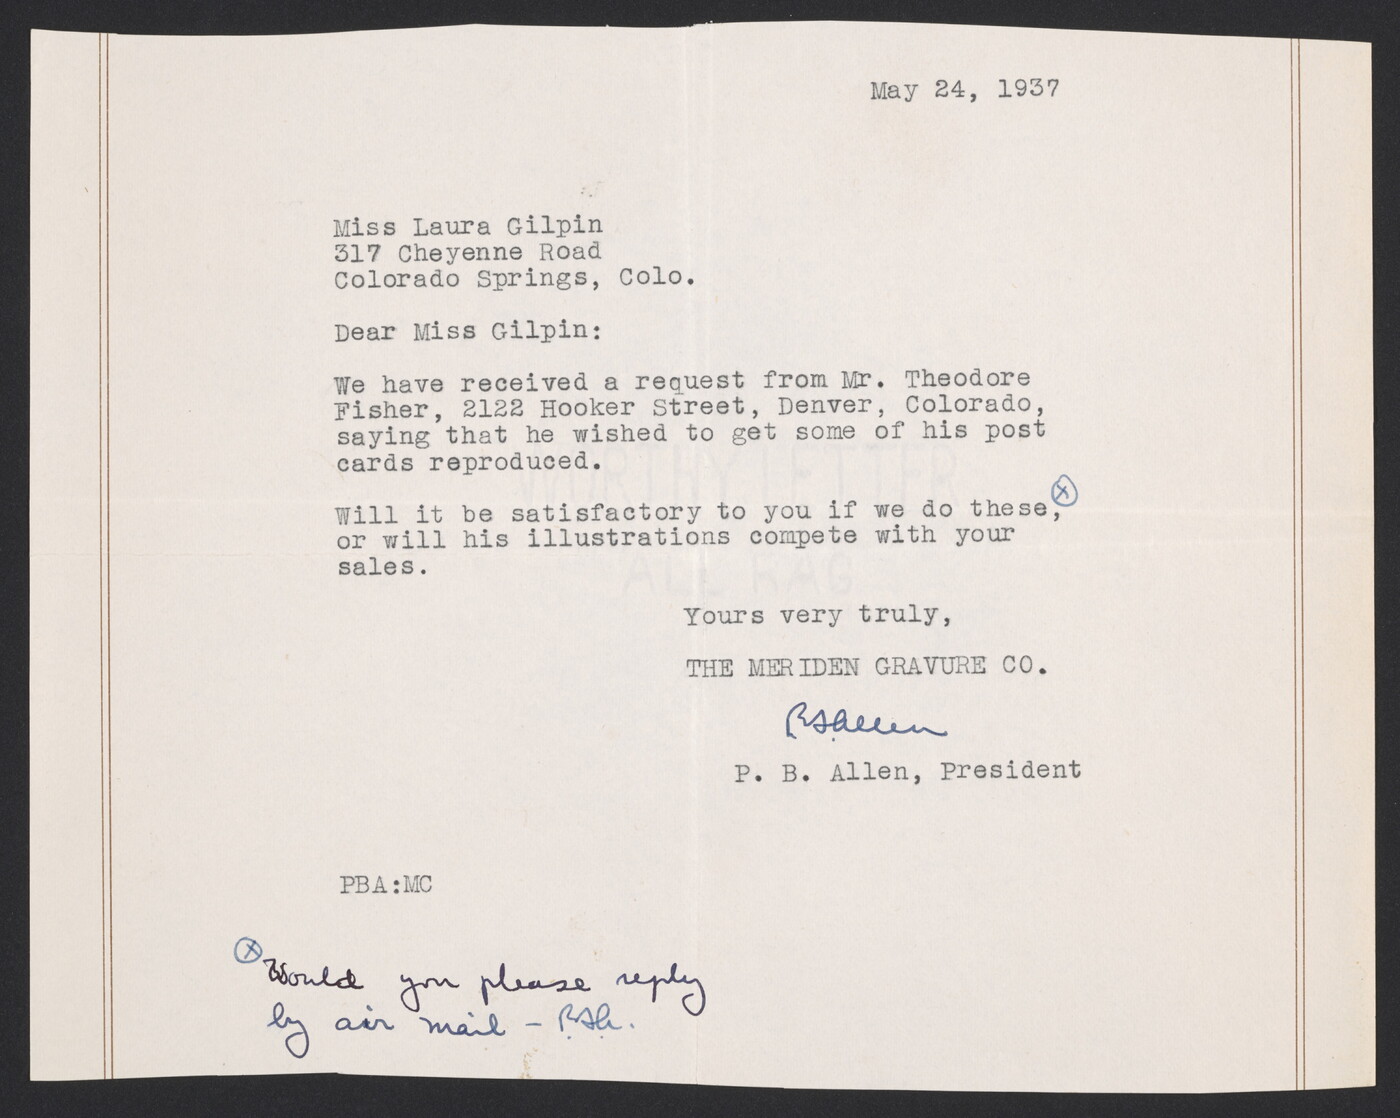 May 24, 1937
Miss Laura Gilpin
317 Cheyenne Road
Colorado Springs, Colo.
Dear Miss Gilpin:
We have received a request from Mr. Theodore
Fisher, 2122 Hooker Street, Denver, Colorado,
saying that he wished to get some of his post
cards reproduced.
Will it be satisfactory to you if we do these, ⓧ
or will his illustrations compete with your
sales.
WORTHY LETTER
ALL RAG
Yours very truly,
THE MERIDEN GRAVURE CO.
P. B. Allen, President
PBA:MC
ⓧ Would you please reply
by air mail –